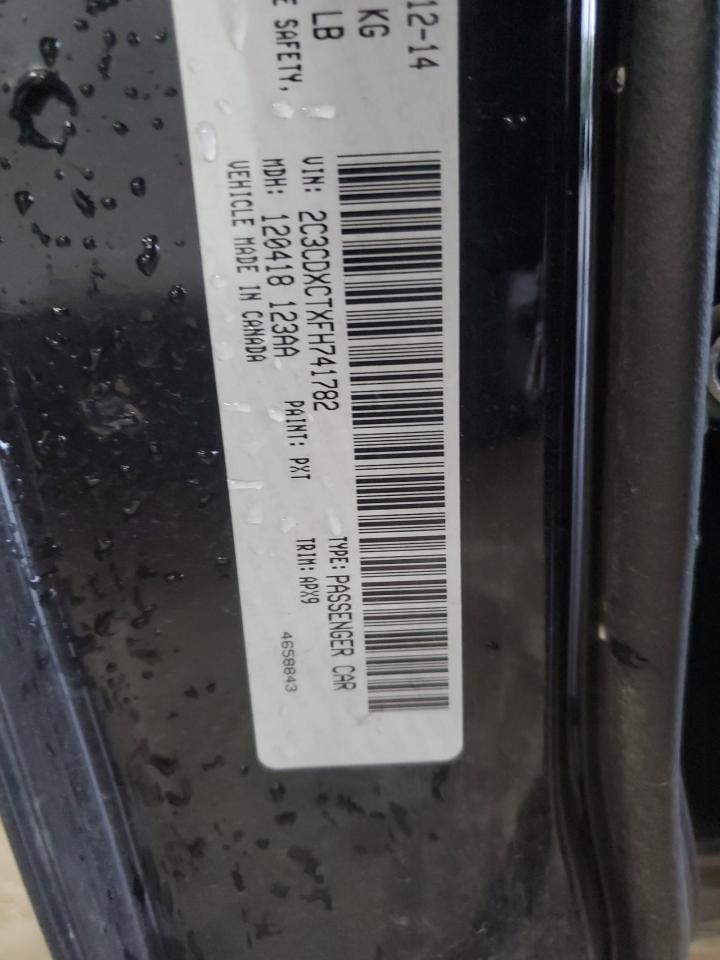 12-14
KG
LB
E SAFETY,
VIN: 2C3CDXCTXFH741782
TYPE: PASSENGER CAR
MDH: 120418 123AA
PAINT: PXT
TRIM: APX9
VEHICLE MADE IN CANADA
4658843